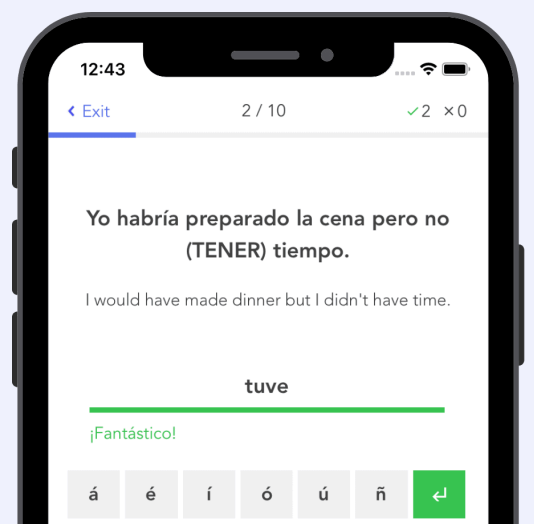 12:43
Exit
2 / 10
2 ×0
Yo habría preparado la cena pero no
(TENER) tiempo.
I would have made dinner but I didn't have time.
tuve
¡Fantástico!
á é í ó ú ñ